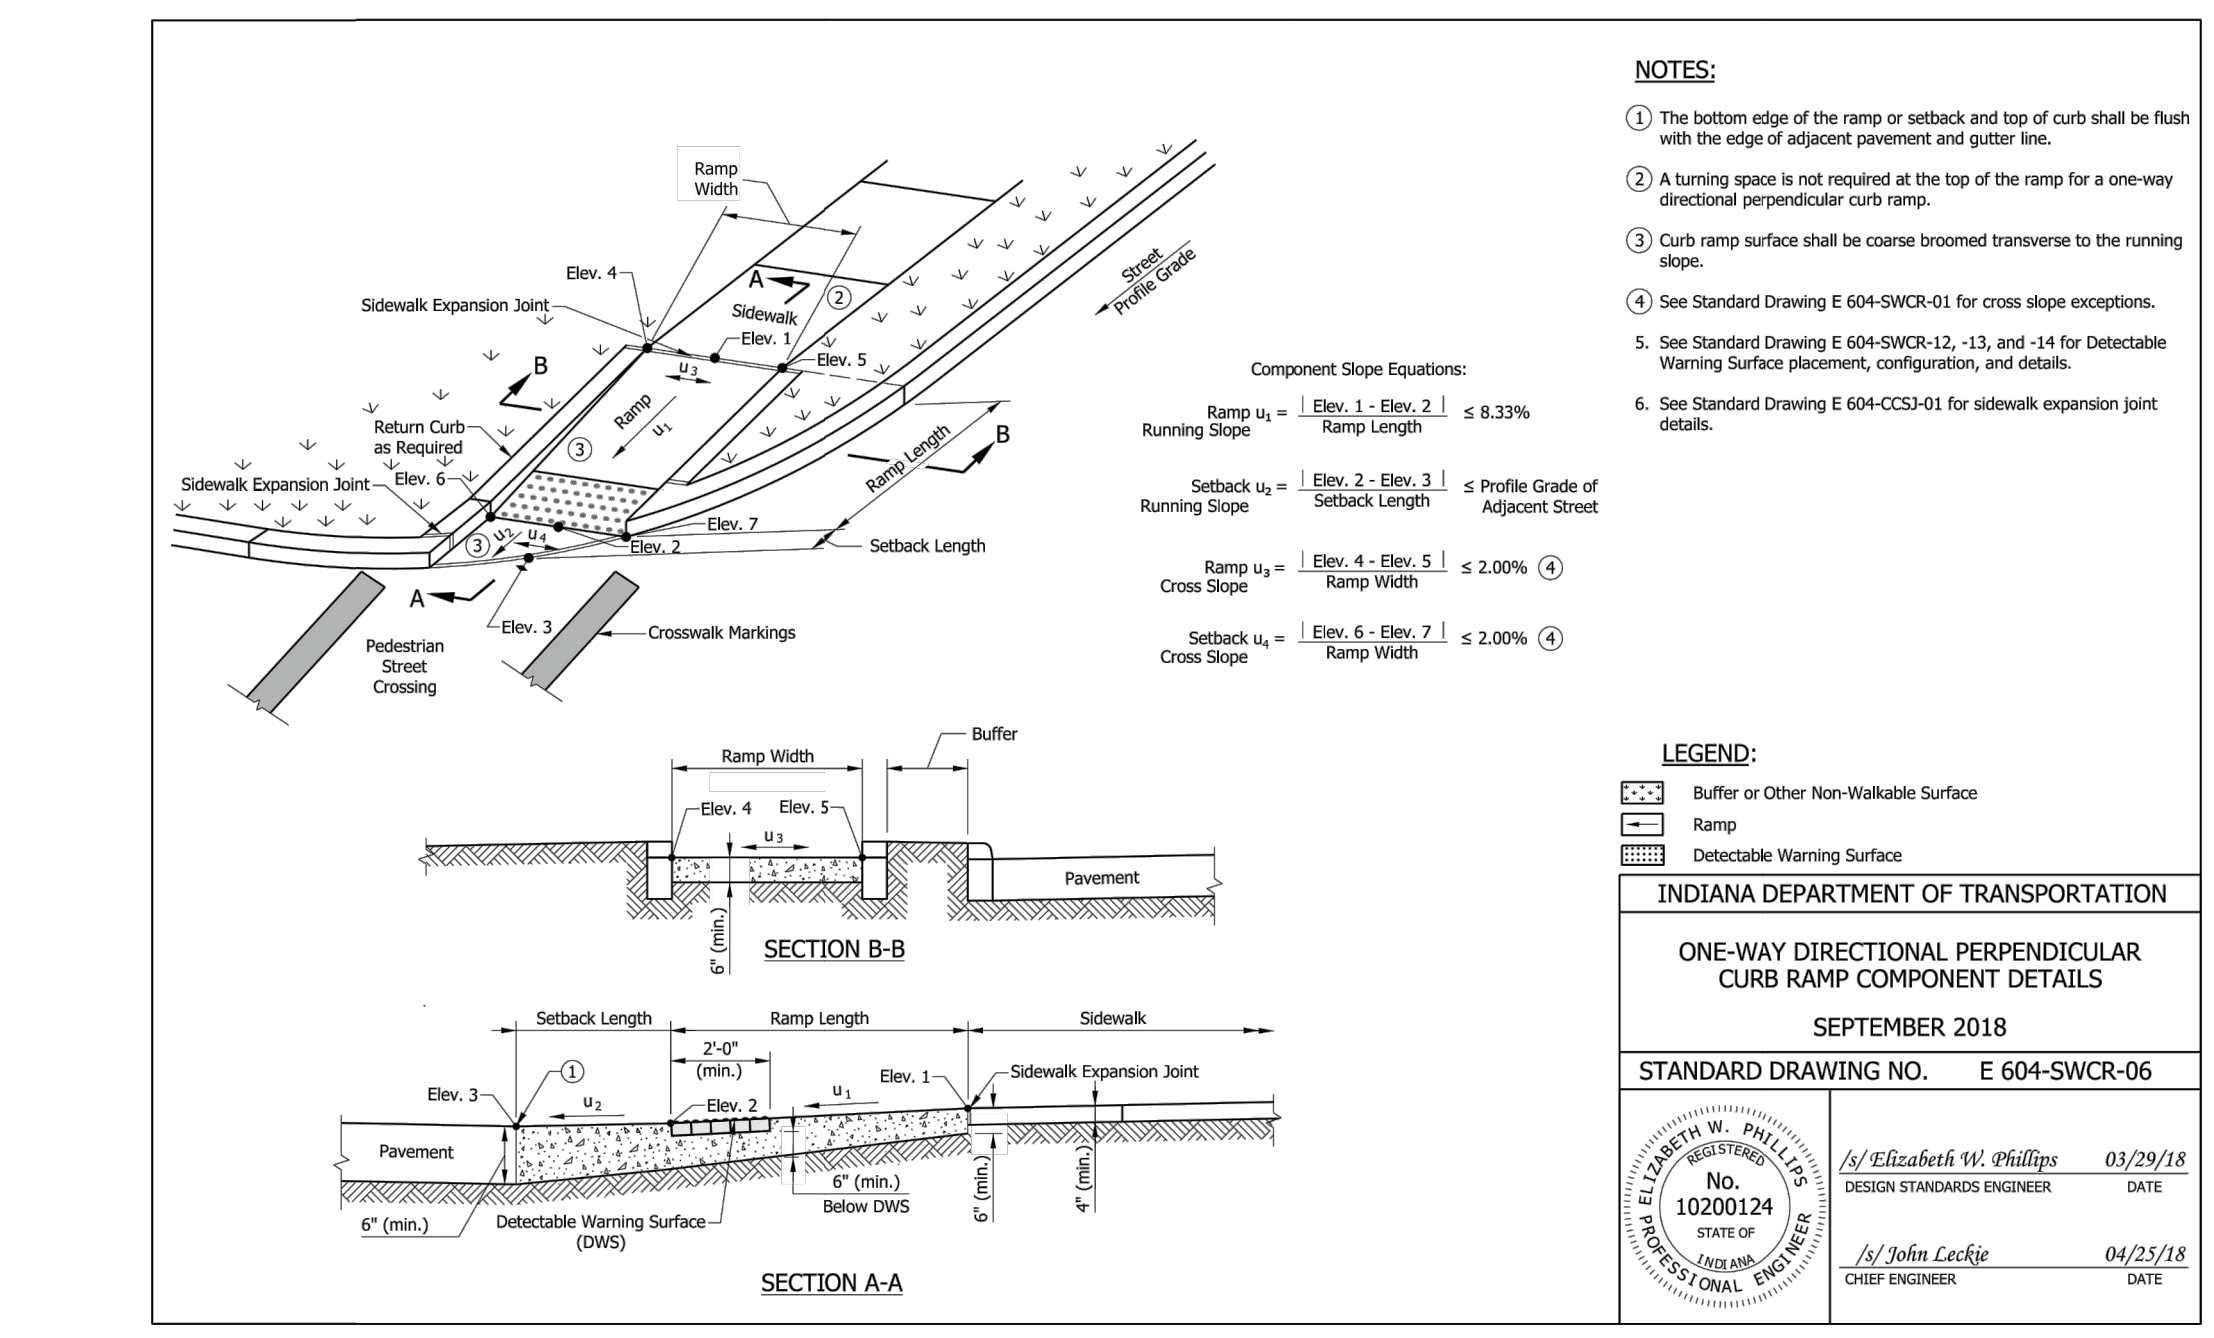 NOTES:
1 The bottom edge of the ramp or setback and top of curb shall be flush
with the edge of adjacent pavement and gutter line.
2 A turning space is not required at the top of the ramp for a one-way
directional perpendicular curb ramp.
3 Curb ramp surface shall be coarse broomed transverse to the running
slope.
4 See Standard Drawing E 604-SWCR-01 for cross slope exceptions.
5. See Standard Drawing E 604-SWCR-12, -13, and -14 for Detectable
Warning Surface placement, configuration, and details.
6. See Standard Drawing E 604-CCSJ-01 for sidewalk expansion joint
details.
Ramp
Width
Elev. 4
Sidewalk Expansion Joint
A
2
Sidewalk
Elev. 1
Elev. 5
Street
Profile Grade
B
u3
Ramp
u1
3
Return Curb
as Required
Elev. 6
Sidewalk Expansion Joint
Ramp Length
B
Elev. 7
3
u2
u4
Elev. 2
Setback Length
A
Elev. 3
Crosswalk Markings
Pedestrian
Street
Crossing
Component Slope Equations:
Ramp u1 = | Elev. 1 - Elev. 2 | ≤ 8.33%
Running Slope Ramp Length
Setback u2 = | Elev. 2 - Elev. 3 | ≤ Profile Grade of
Running Slope Setback Length Adjacent Street
Ramp u3 = | Elev. 4 - Elev. 5 | ≤ 2.00% 4
Cross Slope Ramp Width
Setback u4 = | Elev. 6 - Elev. 7 | ≤ 2.00% 4
Cross Slope Ramp Width
Buffer
Ramp Width
Elev. 4 Elev. 5
u3
Pavement
6" (min.)
SECTION B-B
Setback Length Ramp Length Sidewalk
2'-0"
(min.)
1
Elev. 3
u2
Elev. 2
u1
Elev. 1
Sidewalk Expansion Joint
Pavement
6" (min.)
Detectable Warning Surface
(DWS)
6" (min.)
Below DWS
6" (min.)
4" (min.)
SECTION A-A
LEGEND:
Buffer or Other Non-Walkable Surface
Ramp
Detectable Warning Surface
INDIANA DEPARTMENT OF TRANSPORTATION
ONE-WAY DIRECTIONAL PERPENDICULAR
CURB RAMP COMPONENT DETAILS
SEPTEMBER 2018
STANDARD DRAWING NO. E 604-SWCR-06
ELIZABETH W. PHILLIPS
REGISTERED
No.
10200124
STATE OF
INDIANA
PROFESSIONAL ENGINEER
/s/ Elizabeth W. Phillips 03/29/18
DESIGN STANDARDS ENGINEER DATE
/s/ John Leckie 04/25/18
CHIEF ENGINEER DATE